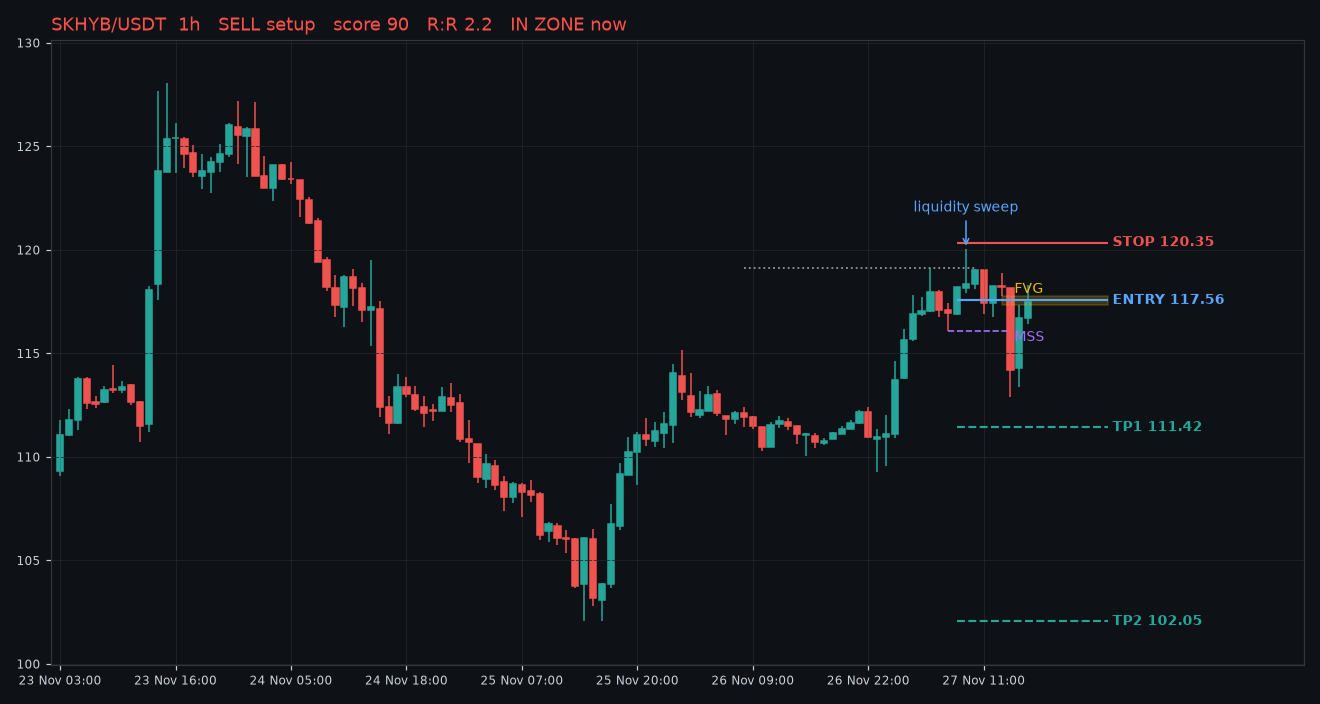 SKHYB/USDT  1h   SELL setup   score 90   R:R 2.2   IN ZONE now
130
125
120
115
110
105
100
liquidity sweep
STOP 120.35
FVG
ENTRY 117.56
MSS
TP1 111.42
TP2 102.05
23 Nov 03:00
23 Nov 16:00
24 Nov 05:00
24 Nov 18:00
25 Nov 07:00
25 Nov 20:00
26 Nov 09:00
26 Nov 22:00
27 Nov 11:00